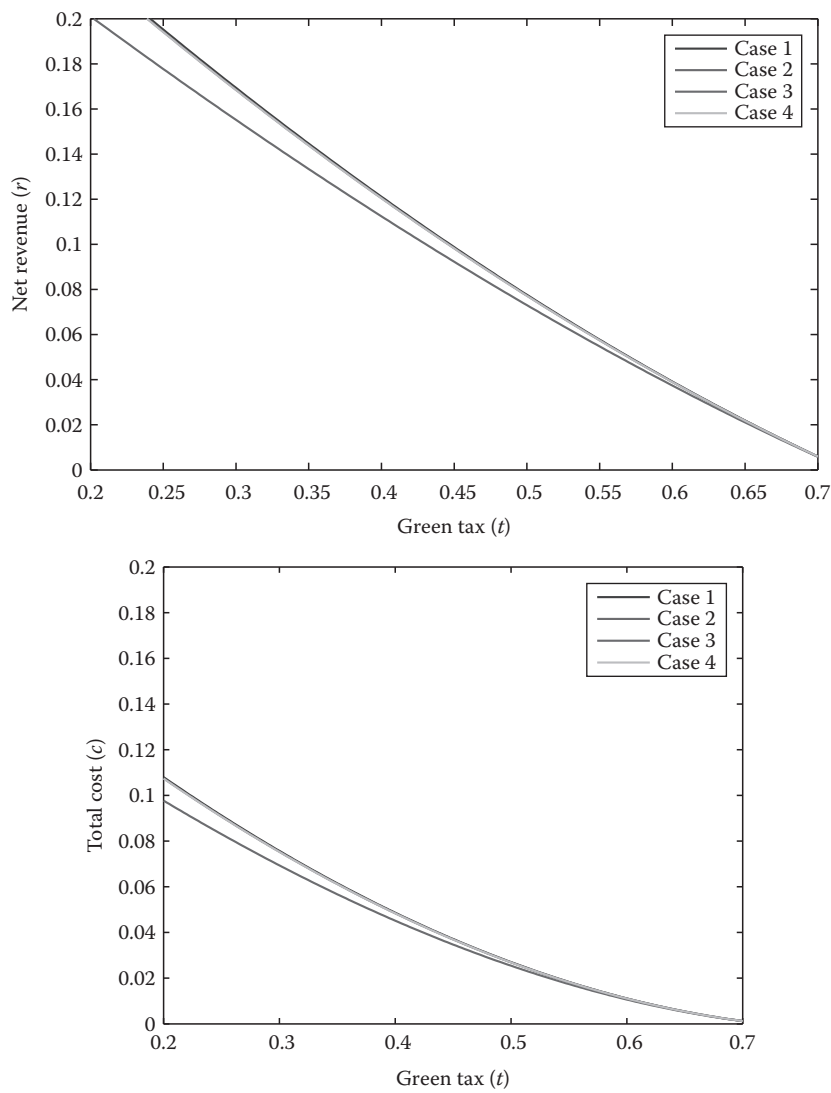 0.2
0.18
0.16
0.14
0.12
0.1
0.08
0.06
0.04
0.02
0
Net revenue (r)
Case 1
Case 2
Case 3
Case 4
0.2 0.25 0.3 0.35 0.4 0.45 0.5 0.55 0.6 0.65 0.7
Green tax (t)
0.2
0.18
0.16
0.14
0.12
0.1
0.08
0.06
0.04
0.02
0
Total cost (c)
Case 1
Case 2
Case 3
Case 4
0.2 0.3 0.4 0.5 0.6 0.7
Green tax (t)